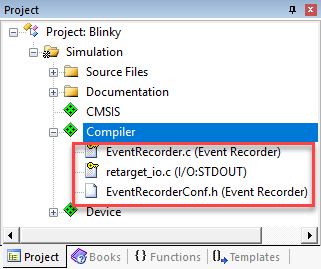 Project
Project: Blinky
Simulation
Source Files
Documentation
CMSIS
Compiler
EventRecorder.c (Event Recorder)
retarget_io.c (I/O:STDOUT)
EventRecorderConf.h (Event Recorder)
Device
Project Books {} Functions Templates